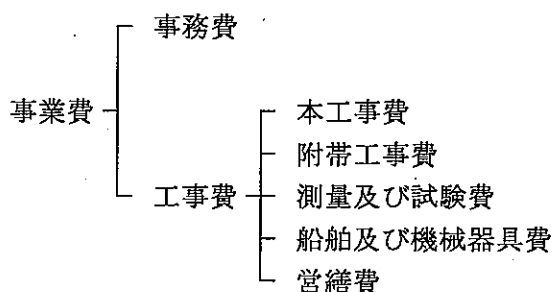 事務費
事業費
本工事費
附帯工事費
工事費
測量及び試験費
船舶及び機械器具費
営繕費